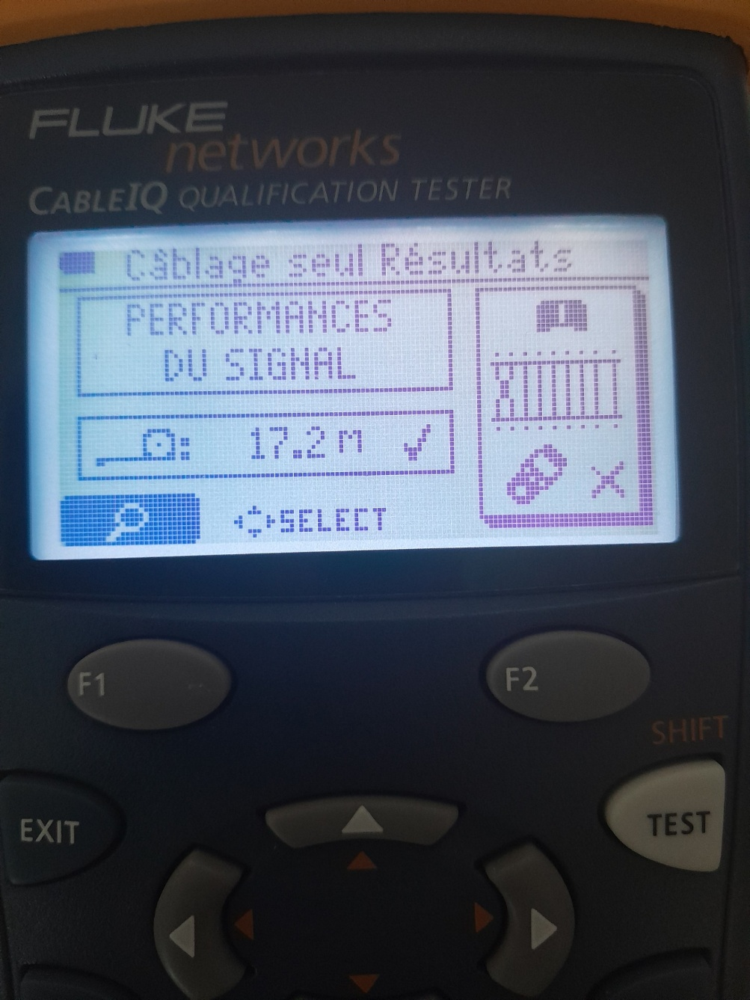 FLUKE
networks
CABLEIQ QUALIFICATION TESTER
Câblage seul Résultats
PERFORMANCES
DU SIGNAL
17.2 m
SELECT
1
F1
F2
SHIFT
EXIT
TEST